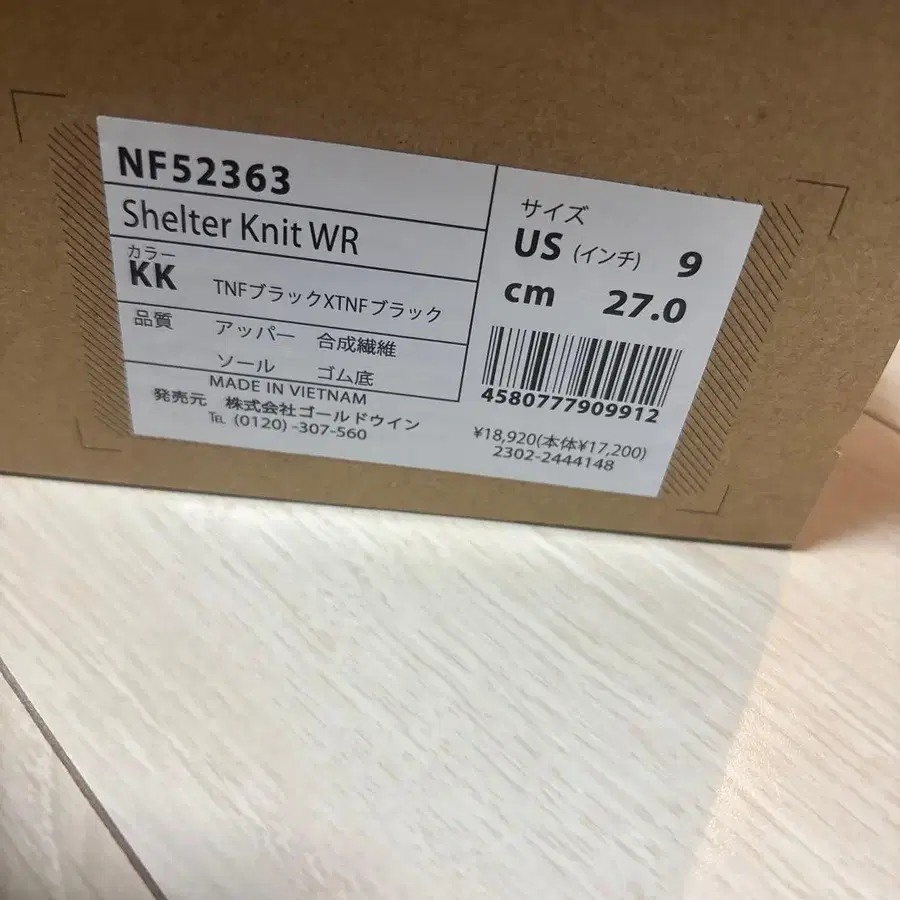 NF52363
Shelter Knit WR
カラー
KK TNFブラックXTNFブラック
品質 アッパー 合成繊維
ソール ゴム底
MADE IN VIETNAM
発売元 株式会社ゴールドウイン
℡ (0120) -307-560
サイズ
US (インチ) 9
cm 27.0
4580777909912
¥18,920(本体¥17,200)
2302-2444148